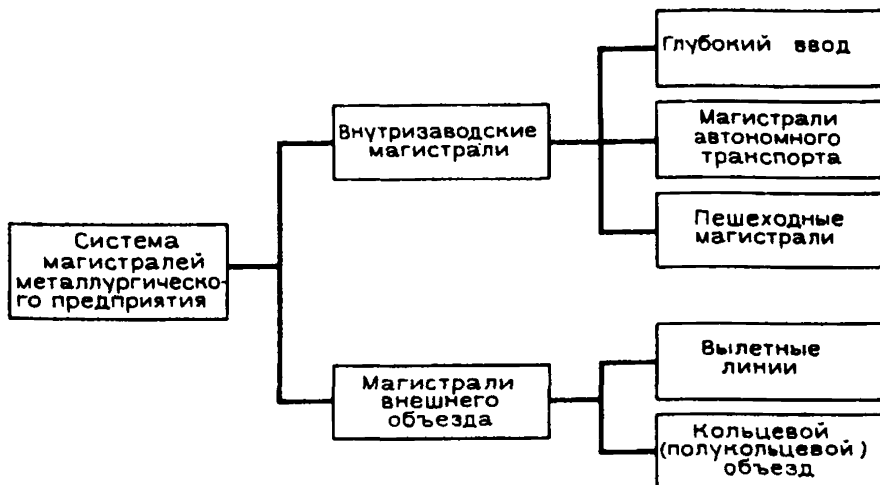 Глубокий ввод
Внутризаводские
магистрали
Магистрали
автономного
транспорта
Пешеходные
магистрали
Система
магистралей
металлургическо-
го предприятия
Магистрали
внешнего
объезда
Вылетные
линии
Кольцевой
(полукольцевой)
объезд